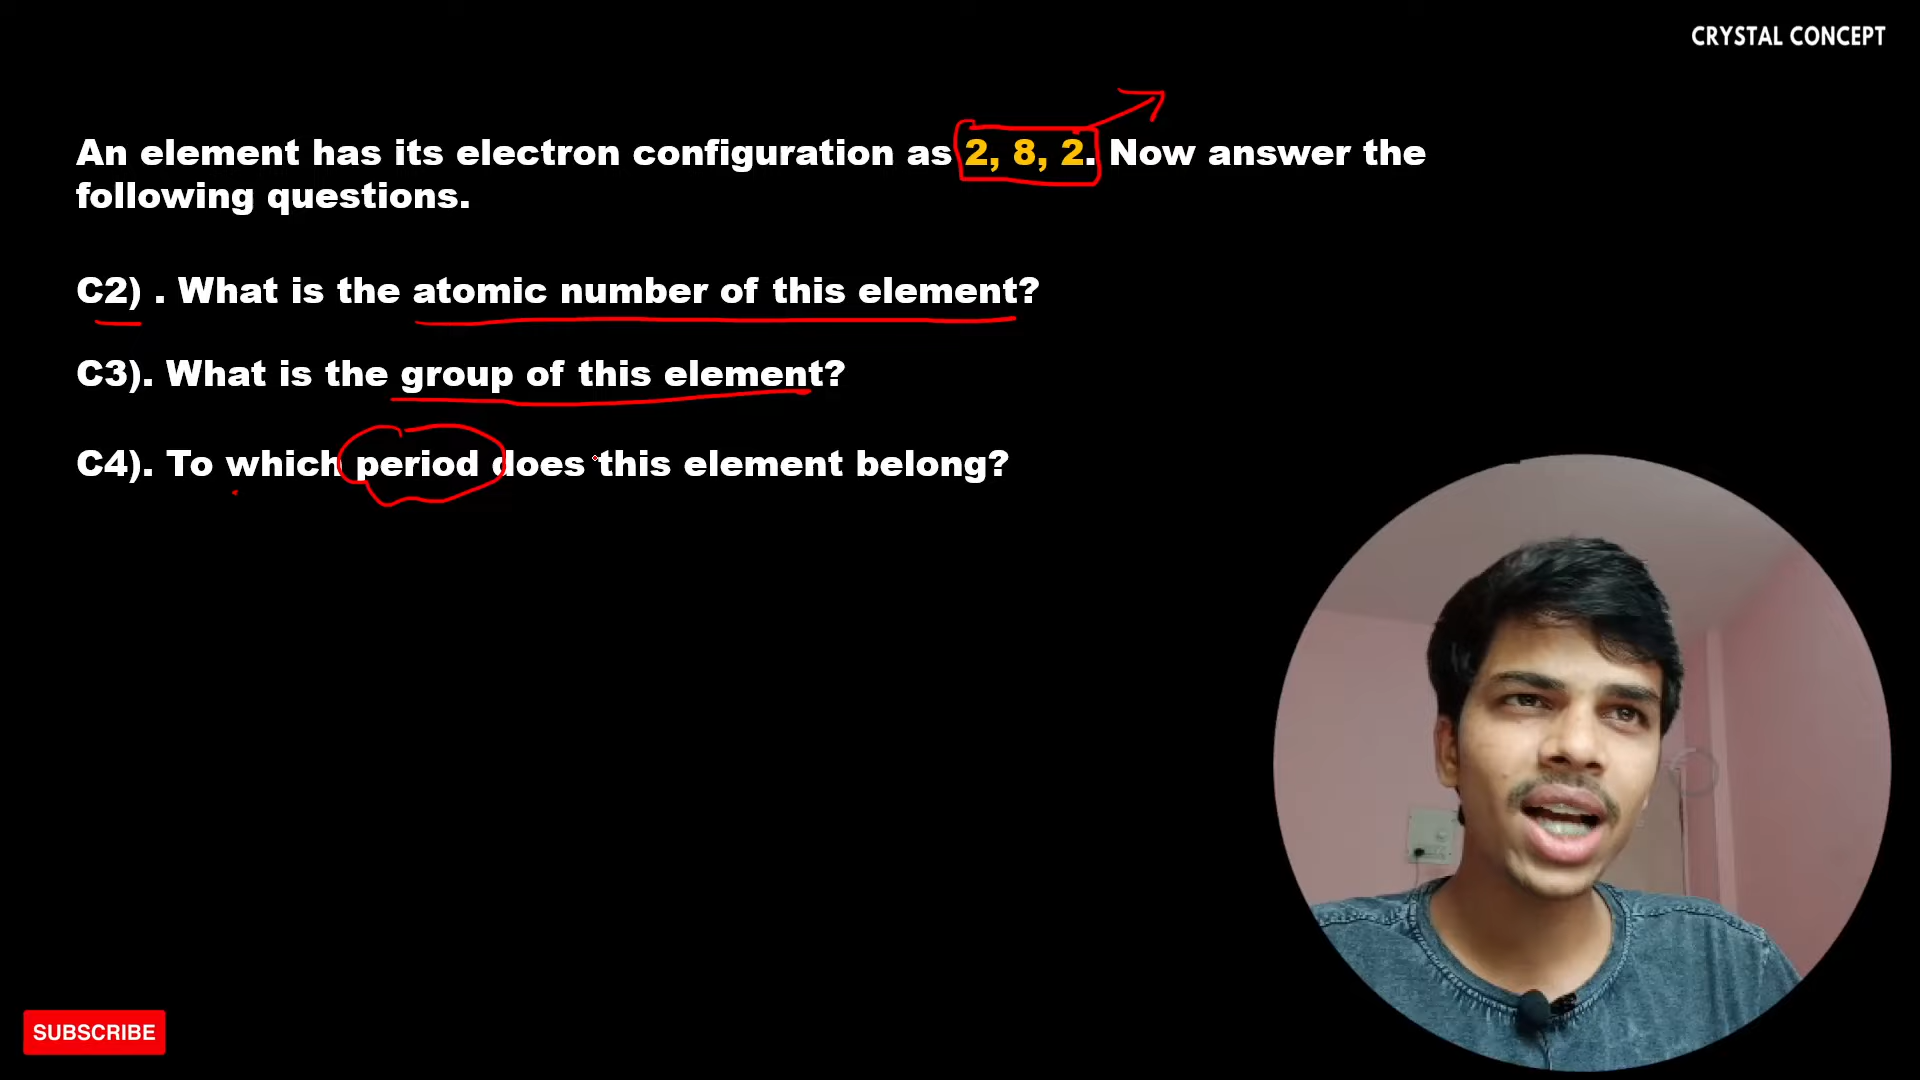 CRYSTAL CONCEPT
An element has its electron configuration as 2, 8, 2. Now answer the
following questions.
C2) . What is the atomic number of this element?
C3). What is the group of this element?
C4). To which period does this element belong?
SUBSCRIBE